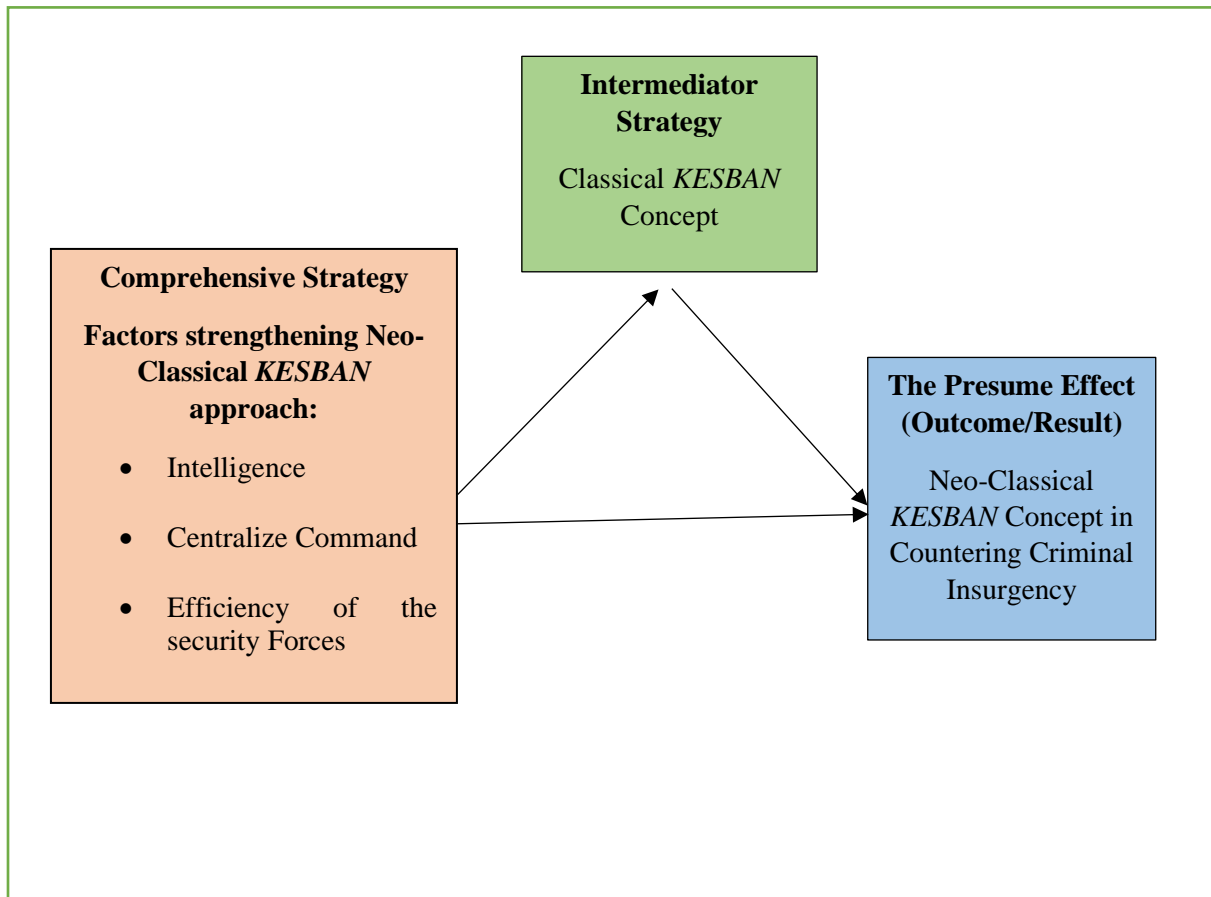 Intermediator
Strategy
Classical KESBAN
Concept
Comprehensive Strategy
Factors strengthening Neo-
Classical KESBAN
approach:
• Intelligence
• Centralize Command
• Efficiency of the
security Forces
The Presume Effect
(Outcome/Result)
Neo-Classical
KESBAN Concept in
Countering Criminal
Insurgency